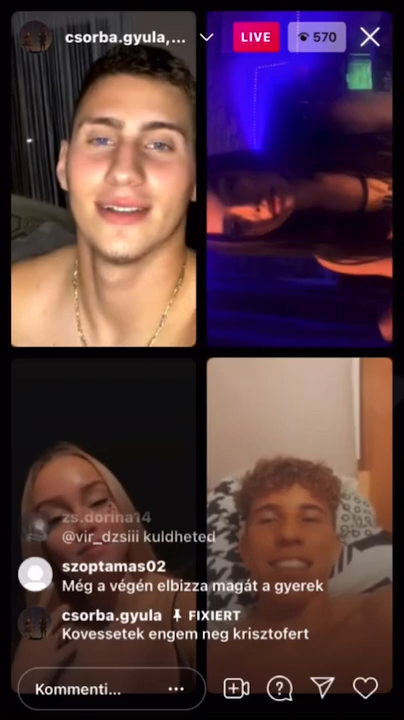 csorba.gyula,...
LIVE
570
zs.dorina14
@vir_dzsiii kuldheted
szoptamas02
Még a végén elbizza magát a gyerek
csorba.gyula FIXIERT
Kovessetek engem neg krisztofert
Kommenti...